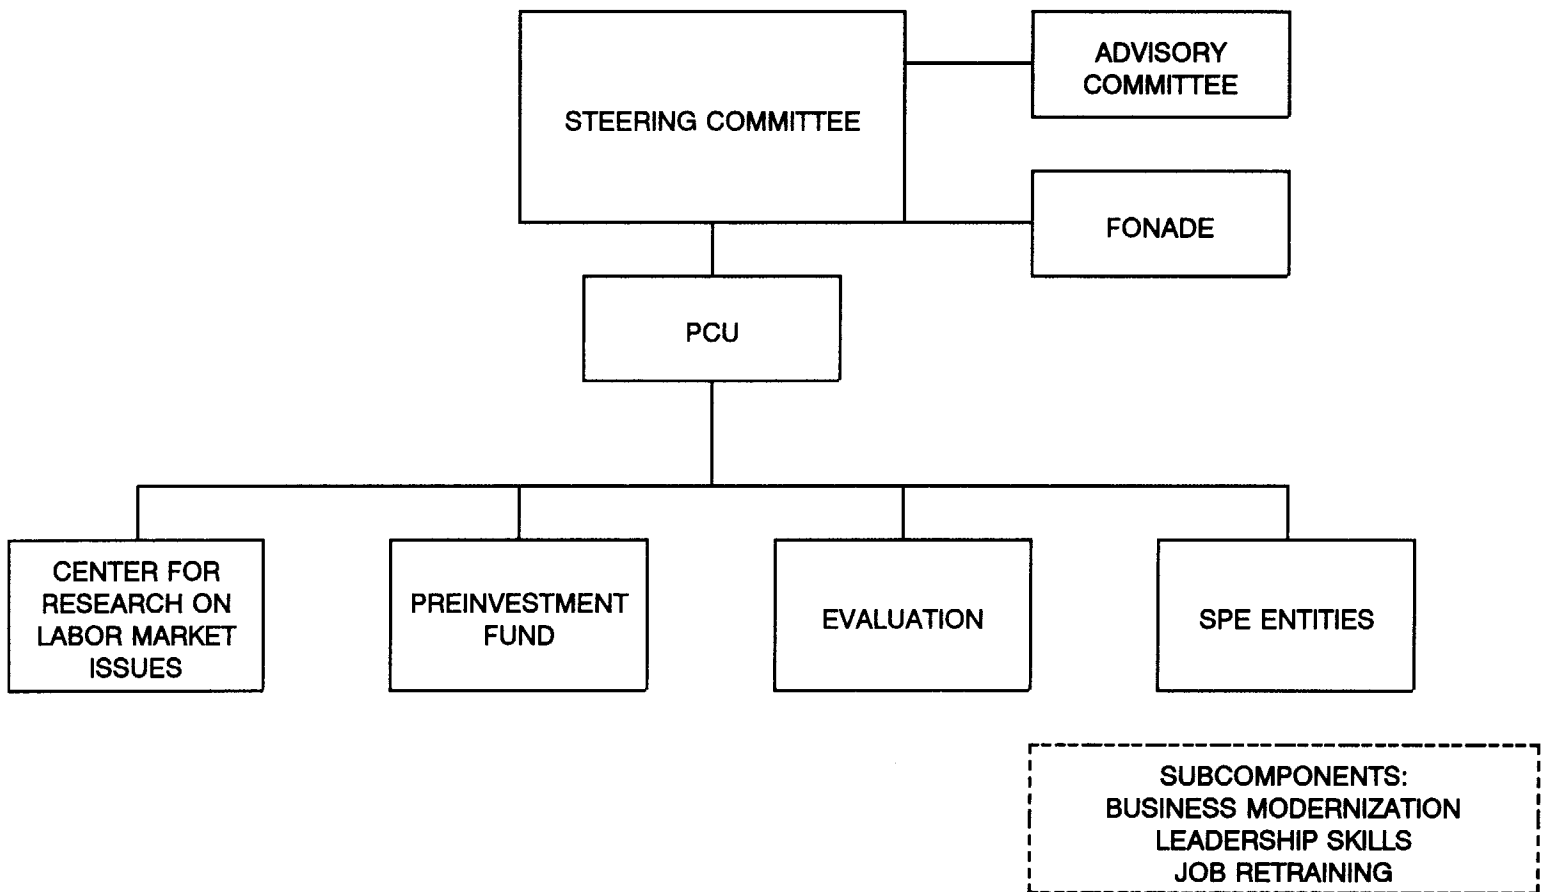 ADVISORY
COMMITTEE
STEERING COMMITTEE
FONADE
PCU
CENTER FOR
RESEARCH ON
LABOR MARKET
ISSUES
PREINVESTMENT
FUND
EVALUATION
SPE ENTITIES
SUBCOMPONENTS:
BUSINESS MODERNIZATION
LEADERSHIP SKILLS
JOB RETRAINING